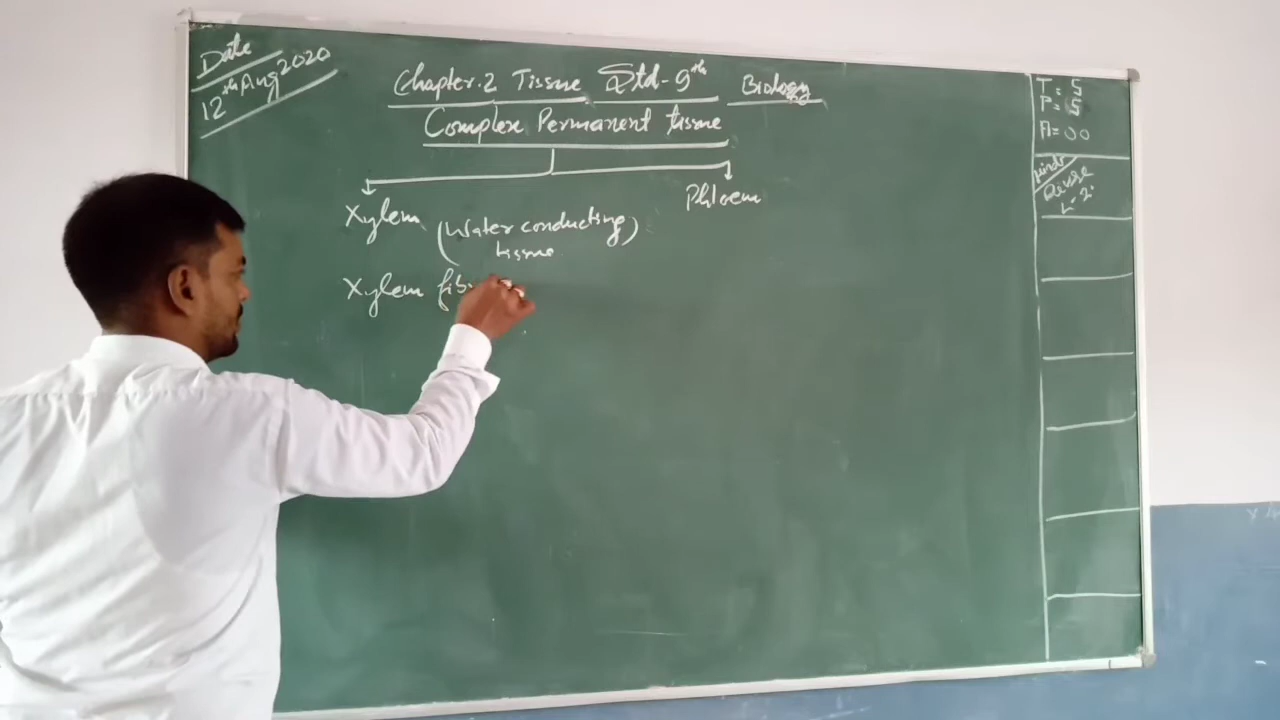 Date
12th Aug 2020
Chapter.2 Tissue Std-9th Biology
Complex Permanent tissue
Xylem
Phloem
(Water conducting
tissue)
Xylem fib
T = 5
P = 5
A = 00
Revise
L-2